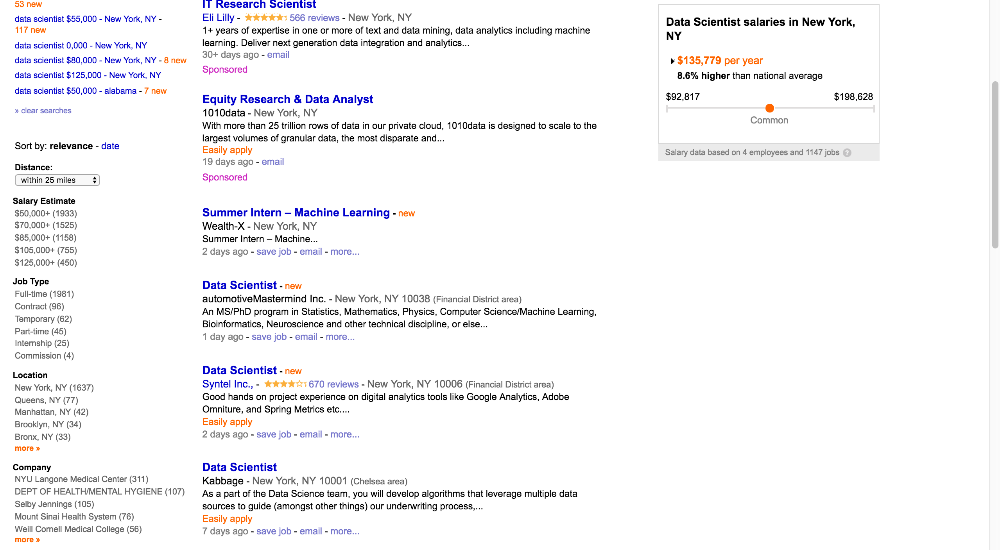 53 new
data scientist $55,000 - New York, NY -
117 new
data scientist 0,000 - New York, NY
data scientist $80,000 - New York, NY - 8 new
data scientist $125,000 - New York, NY
data scientist $50,000 - alabama - 7 new
» clear searches
Sort by: relevance - date
Distance:
within 25 miles
Salary Estimate
$50,000+ (1933)
$70,000+ (1525)
$85,000+ (1158)
$105,000+ (755)
$125,000+ (450)
Job Type
Full-time (1981)
Contract (96)
Temporary (62)
Part-time (45)
Internship (25)
Commission (4)
Location
New York, NY (1637)
Queens, NY (77)
Manhattan, NY (42)
Brooklyn, NY (34)
Bronx, NY (33)
more »
Company
NYU Langone Medical Center (311)
DEPT OF HEALTH/MENTAL HYGIENE (107)
Selby Jennings (105)
Mount Sinai Health System (76)
Weill Cornell Medical College (56)
more »
IT Research Scientist
Eli Lilly - 566 reviews - New York, NY
1+ years of expertise in one or more of text and data mining, data analytics including machine
learning. Deliver next generation data integration and analytics...
30+ days ago - email
Sponsored
Equity Research & Data Analyst
1010data - New York, NY
With more than 25 trillion rows of data in our private cloud, 1010data is designed to scale to the
largest volumes of granular data, the most disparate and...
Easily apply
19 days ago - email
Sponsored
Summer Intern – Machine Learning - new
Wealth-X - New York, NY
Summer Intern – Machine...
2 days ago - save job - email - more...
Data Scientist - new
automotiveMastermind Inc. - New York, NY 10038 (Financial District area)
An MS/PhD program in Statistics, Mathematics, Physics, Computer Science/Machine Learning,
Bioinformatics, Neuroscience and other technical discipline, or else...
1 day ago - save job - email - more...
Data Scientist - new
Syntel Inc., - 670 reviews - New York, NY 10006 (Financial District area)
Good hands on project experience on digital analytics tools like Google Analytics, Adobe
Omniture, and Spring Metrics etc....
Easily apply
2 days ago - save job - email - more...
Data Scientist
Kabbage - New York, NY 10001 (Chelsea area)
As a part of the Data Science team, you will develop algorithms that leverage multiple data
sources to guide (amongst other things) our underwriting process,...
Easily apply
7 days ago - save job - email - more...
Data Scientist salaries in New York,
NY
$135,779 per year
8.6% higher than national average
$92,817 $198,628
Common
Salary data based on 4 employees and 1147 jobs ?